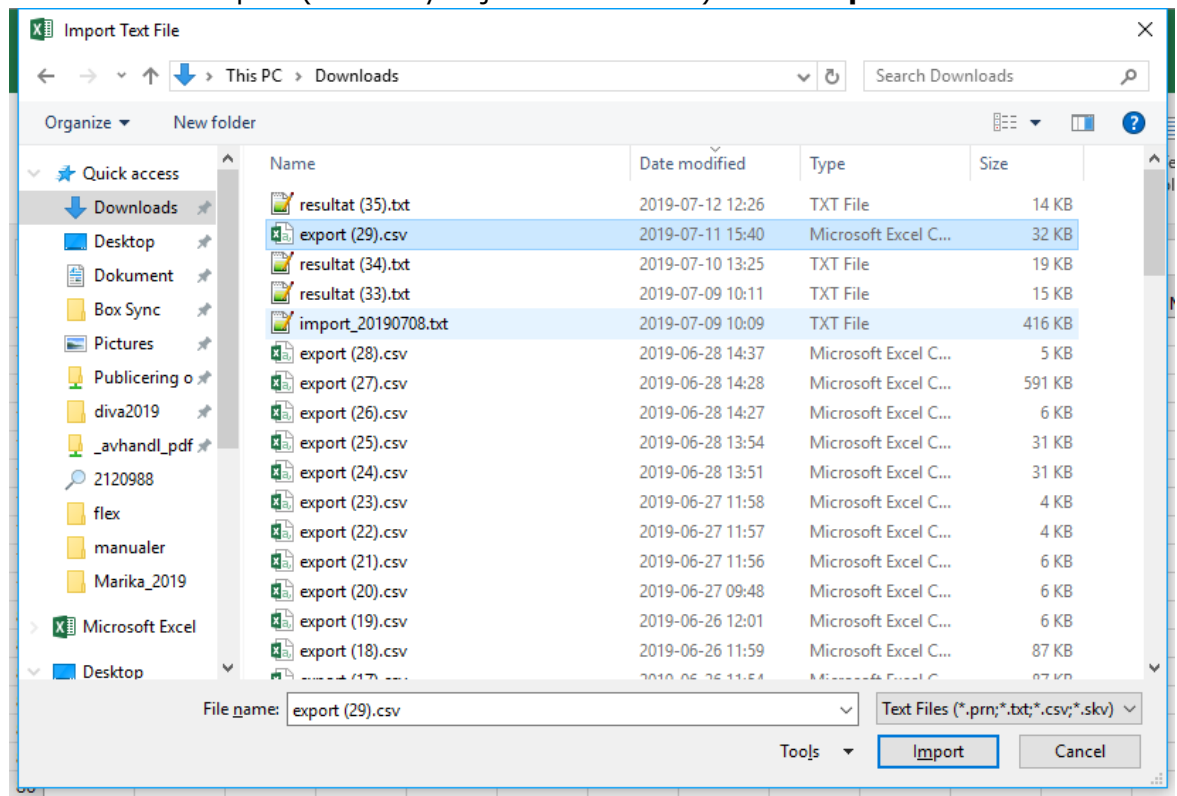 Import Text File
This PC > Downloads
Search Downloads
Organize
New folder
Name Date modified Type Size
Quick access
Downloads
Desktop
Dokument
Box Sync
Pictures
Publicering o
diva2019
_avhandl_pdf
2120988
flex
manualer
Marika_2019
Microsoft Excel
Desktop
resultat (35).txt 2019-07-12 12:26 TXT File 14 KB
export (29).csv 2019-07-11 15:40 Microsoft Excel C... 32 KB
resultat (34).txt 2019-07-10 13:25 TXT File 19 KB
resultat (33).txt 2019-07-09 10:11 TXT File 15 KB
import_20190708.txt 2019-07-09 10:09 TXT File 416 KB
export (28).csv 2019-06-28 14:37 Microsoft Excel C... 5 KB
export (27).csv 2019-06-28 14:28 Microsoft Excel C... 591 KB
export (26).csv 2019-06-28 14:27 Microsoft Excel C... 6 KB
export (25).csv 2019-06-28 13:54 Microsoft Excel C... 31 KB
export (24).csv 2019-06-28 13:51 Microsoft Excel C... 31 KB
export (23).csv 2019-06-27 11:58 Microsoft Excel C... 4 KB
export (22).csv 2019-06-27 11:57 Microsoft Excel C... 4 KB
export (21).csv 2019-06-27 11:56 Microsoft Excel C... 6 KB
export (20).csv 2019-06-27 09:48 Microsoft Excel C... 6 KB
export (19).csv 2019-06-26 12:01 Microsoft Excel C... 6 KB
export (18).csv 2019-06-26 11:59 Microsoft Excel C... 87 KB
File name: export (29).csv
Text Files (*.prn;*.txt;*.csv;*.skv)
Tools Import Cancel